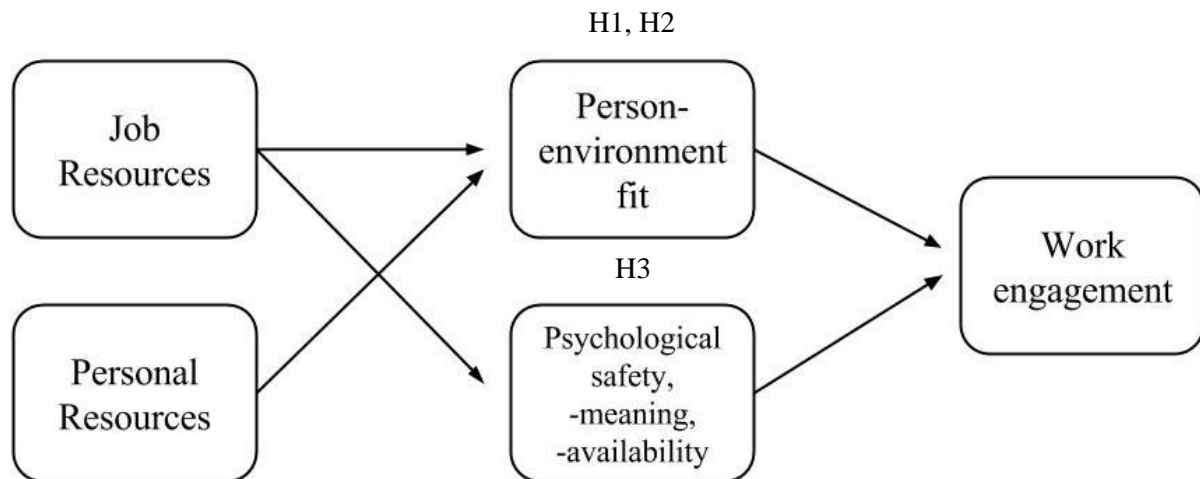 H1, H2
Job
Resources
Person-
environment
fit
Work
engagement
H3
Personal
Resources
Psychological
safety,
-meaning,
-availability